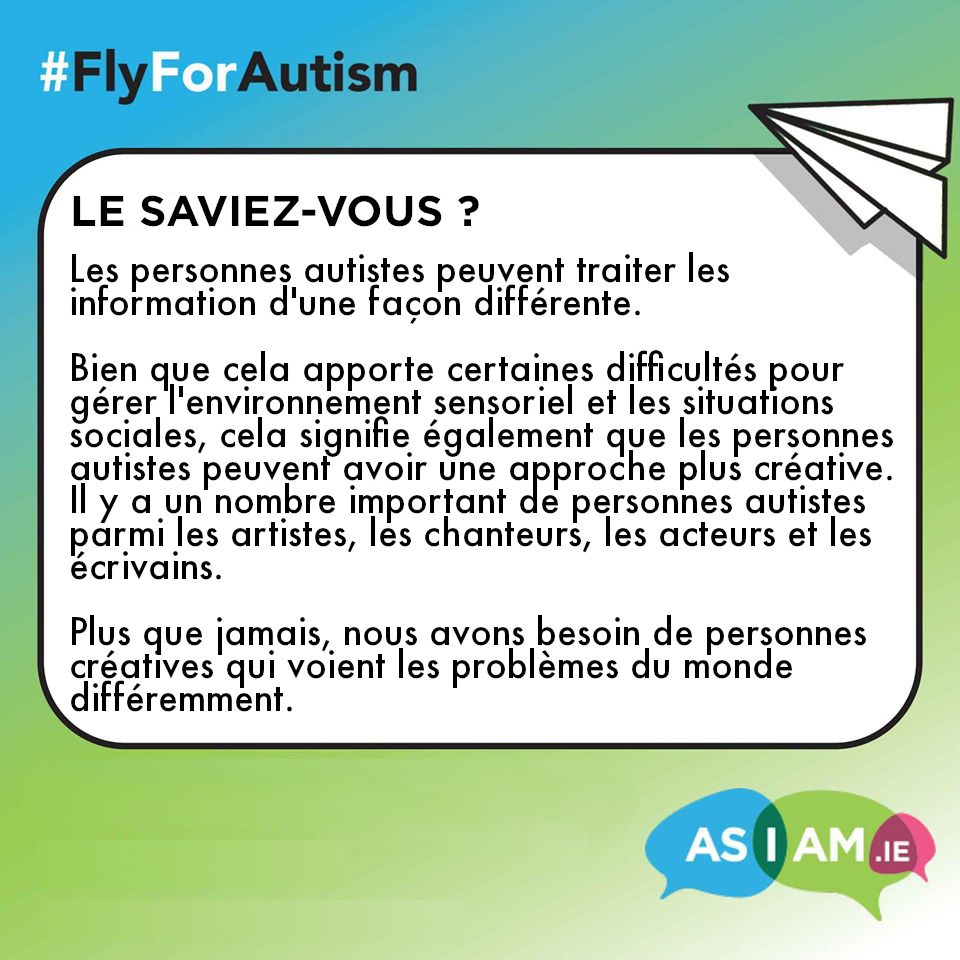 #FlyForAutism
LE SAVIEZ-VOUS ?
Les personnes autistes peuvent traiter les
information d'une façon différente.
Bien que cela apporte certaines difficultés pour
gérer l'environnement sensoriel et les situations
sociales, cela signifie également que les personnes
autistes peuvent avoir une approche plus créative.
Il y a un nombre important de personnes autistes
parmi les artistes, les chanteurs, les acteurs et les
écrivains.
Plus que jamais, nous avons besoin de personnes
créatives qui voient les problèmes du monde
différemment.
AS I AM .IE